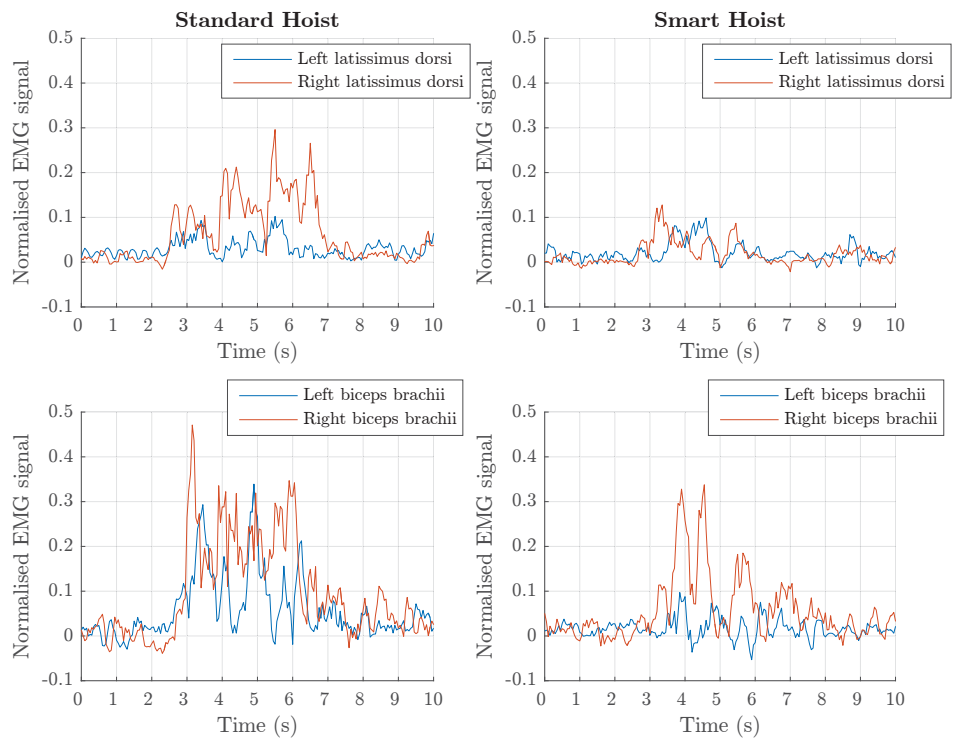 Standard Hoist
0.5
0.4
0.3
0.2
0.1
0
-0.1
Normalised EMG signal
Left latissimus dorsi
Right latissimus dorsi
0 1 2 3 4 5 6 7 8 9 10
Time (s)
Smart Hoist
0.5
0.4
0.3
0.2
0.1
0
-0.1
Normalised EMG signal
Left latissimus dorsi
Right latissimus dorsi
0 1 2 3 4 5 6 7 8 9 10
Time (s)
0.5
0.4
0.3
0.2
0.1
0
-0.1
Normalised EMG signal
Left biceps brachii
Right biceps brachii
0 1 2 3 4 5 6 7 8 9 10
Time (s)
0.5
0.4
0.3
0.2
0.1
0
-0.1
Normalised EMG signal
Left biceps brachii
Right biceps brachii
0 1 2 3 4 5 6 7 8 9 10
Time (s)